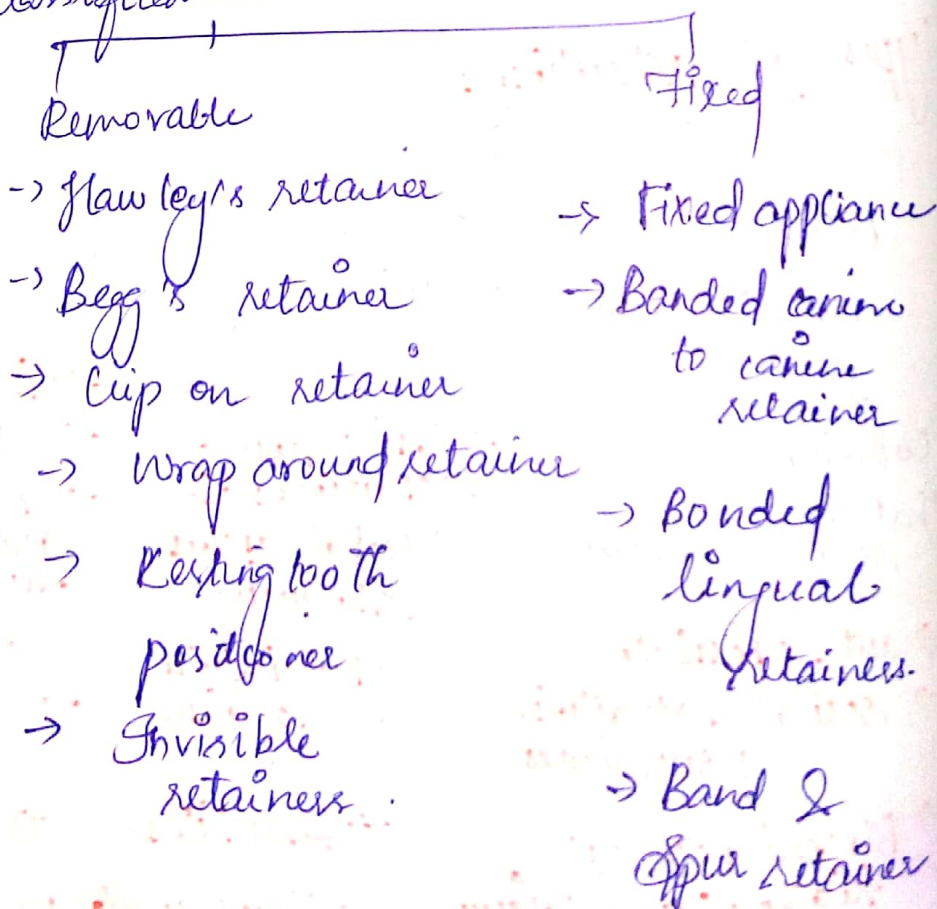 Removable
-> Hawley's retainer
-> Begg's retainer
-> Clip on retainer
-> Wrap around retainer
-> Kesling tooth
positioner
-> Invisible
retainers.
Fixed
-> Fixed appliance
-> Banded canine
to canine
retainer
-> Bonded
lingual
retainers.
-> Band &
Spur retainer